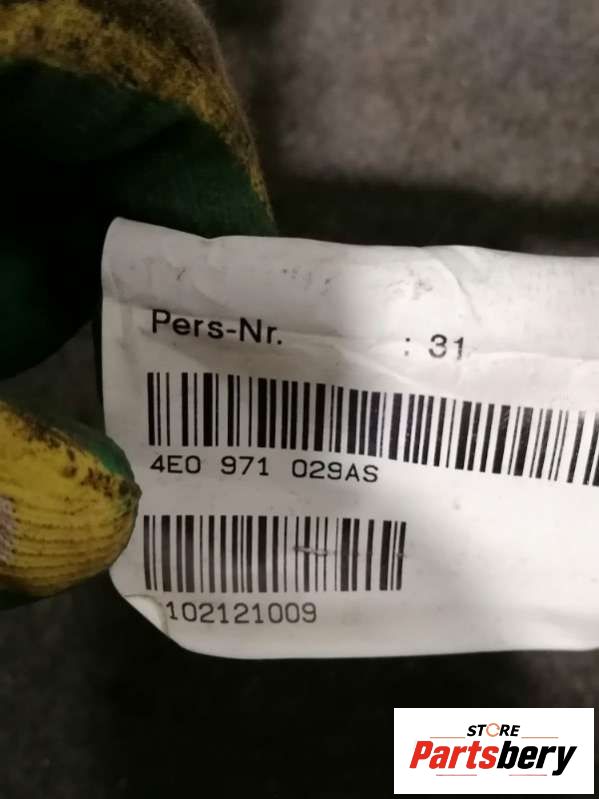 Pers-Nr. : 31
4E0 971 029AS
102121009
STORE
Partsbery